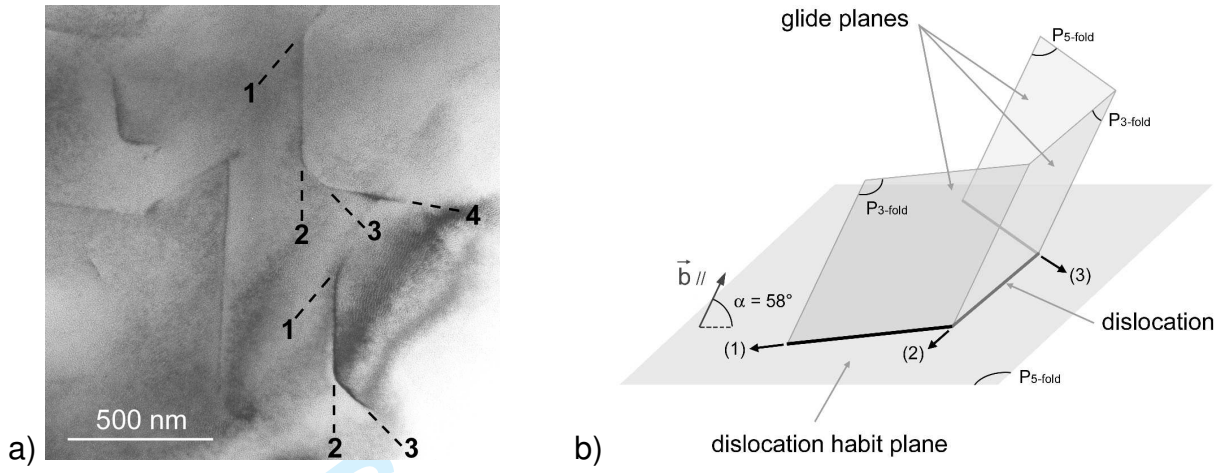 1
2
3
4
1
2
3
500 nm
a)
glide planes
P5-fold
P3-fold
P3-fold
b⃗ //
α = 58°
(1)
(2)
(3)
dislocation
P5-fold
dislocation habit plane
b)